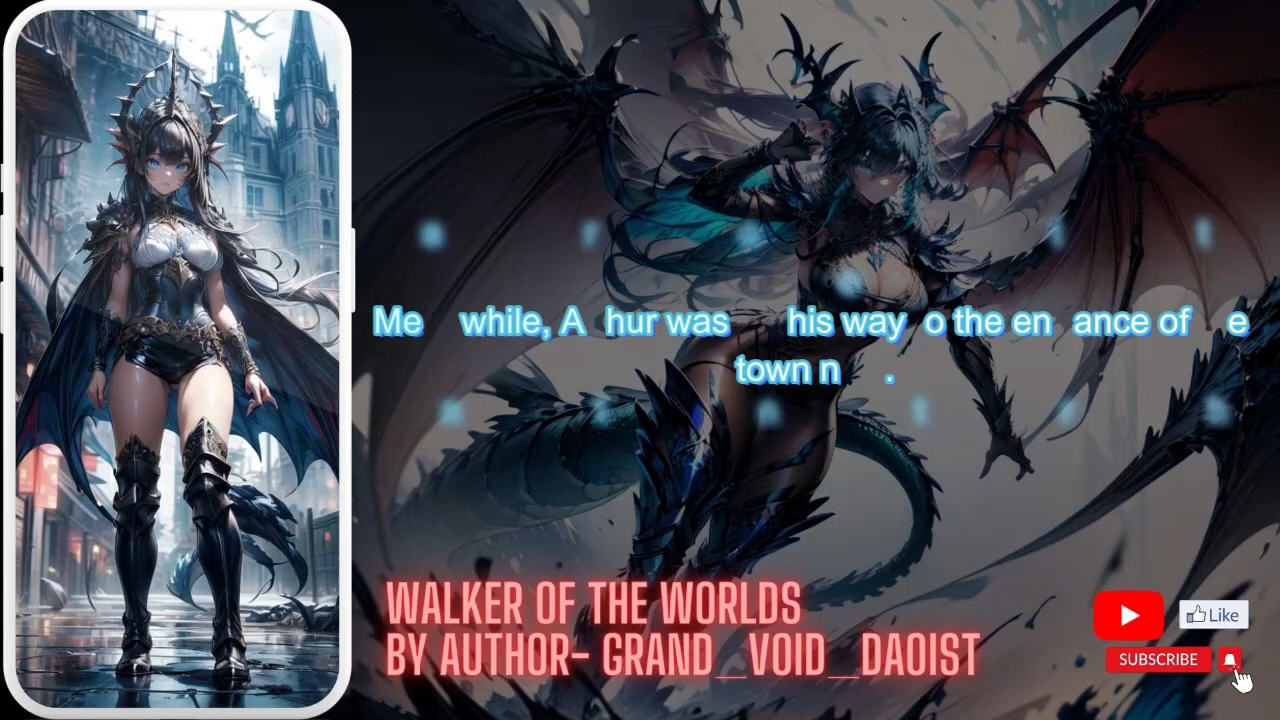 Me while, A hur was his way o the en ance of e
town n .
WALKER OF THE WORLDS
BY AUTHOR- GRAND_VOID_DAOIST
Like
SUBSCRIBE